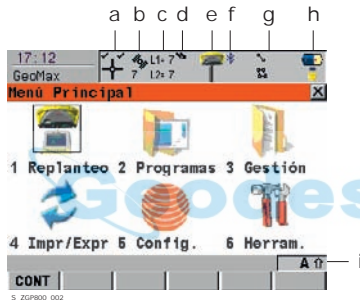 a b c d e f g h
17:12
L1= 7
GeoMax
7 L2= 7
Menú Principal
1 Replanteo 2 Programas 3 Gestión
Geodes
4 Impr/Expr 5 Config. 6 Herram.
A
i
CONT
S_ZGP800_002